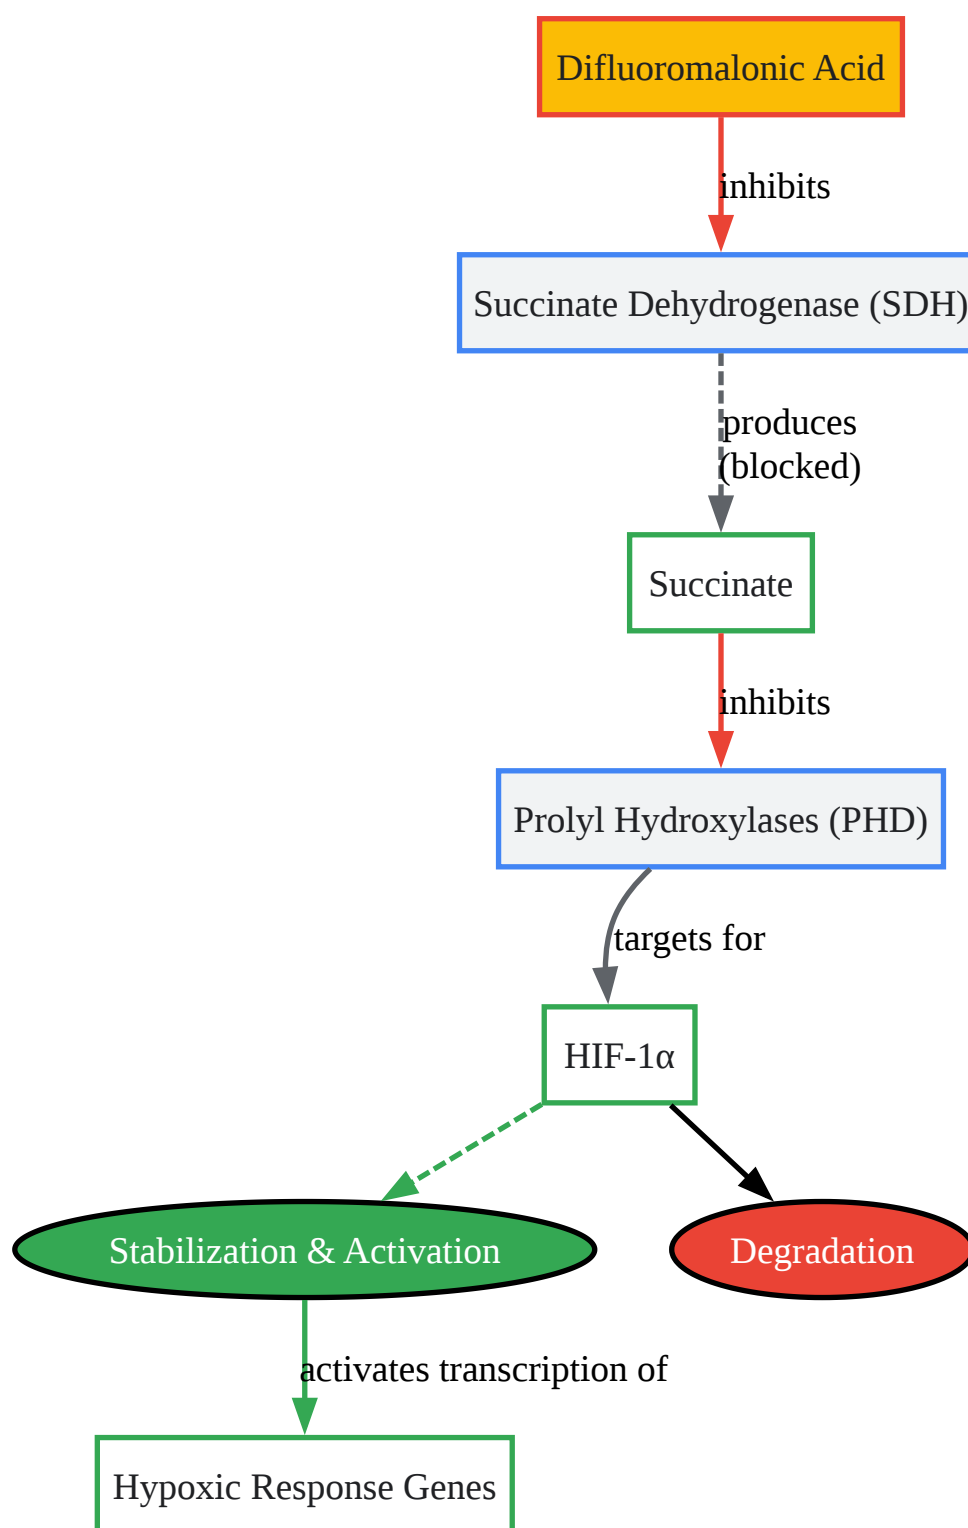 Difluoromalonic Acid
inhibits
Succinate Dehydrogenase (SDH)
produces
(blocked)
Succinate
inhibits
Prolyl Hydroxylases (PHD)
targets for
HIF-1α
Stabilization & Activation
Degradation
activates transcription of
Hypoxic Response Genes